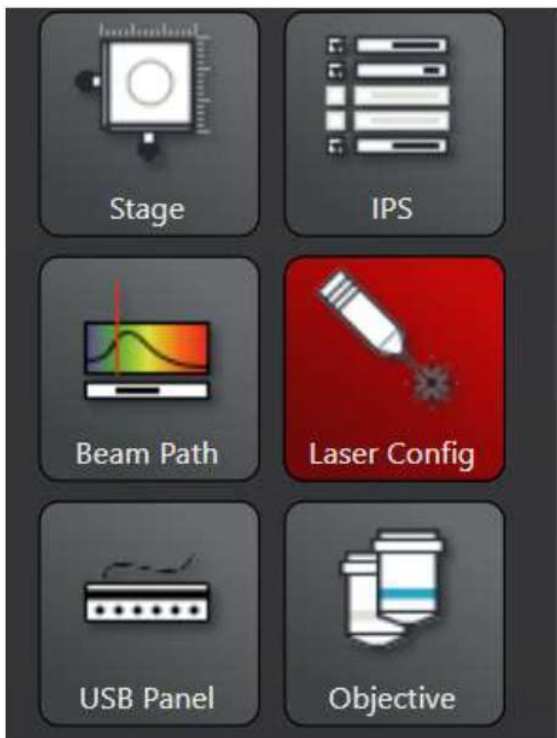 Stage
IPS
Beam Path
Laser Config
USB Panel
Objective